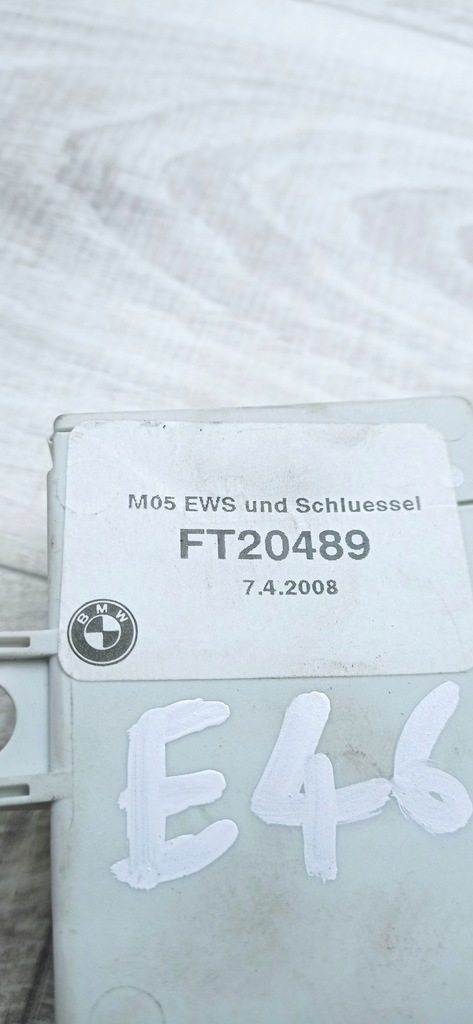 M05 EWS und Schluessel
FT20489
7.4.2008
BMW
E46